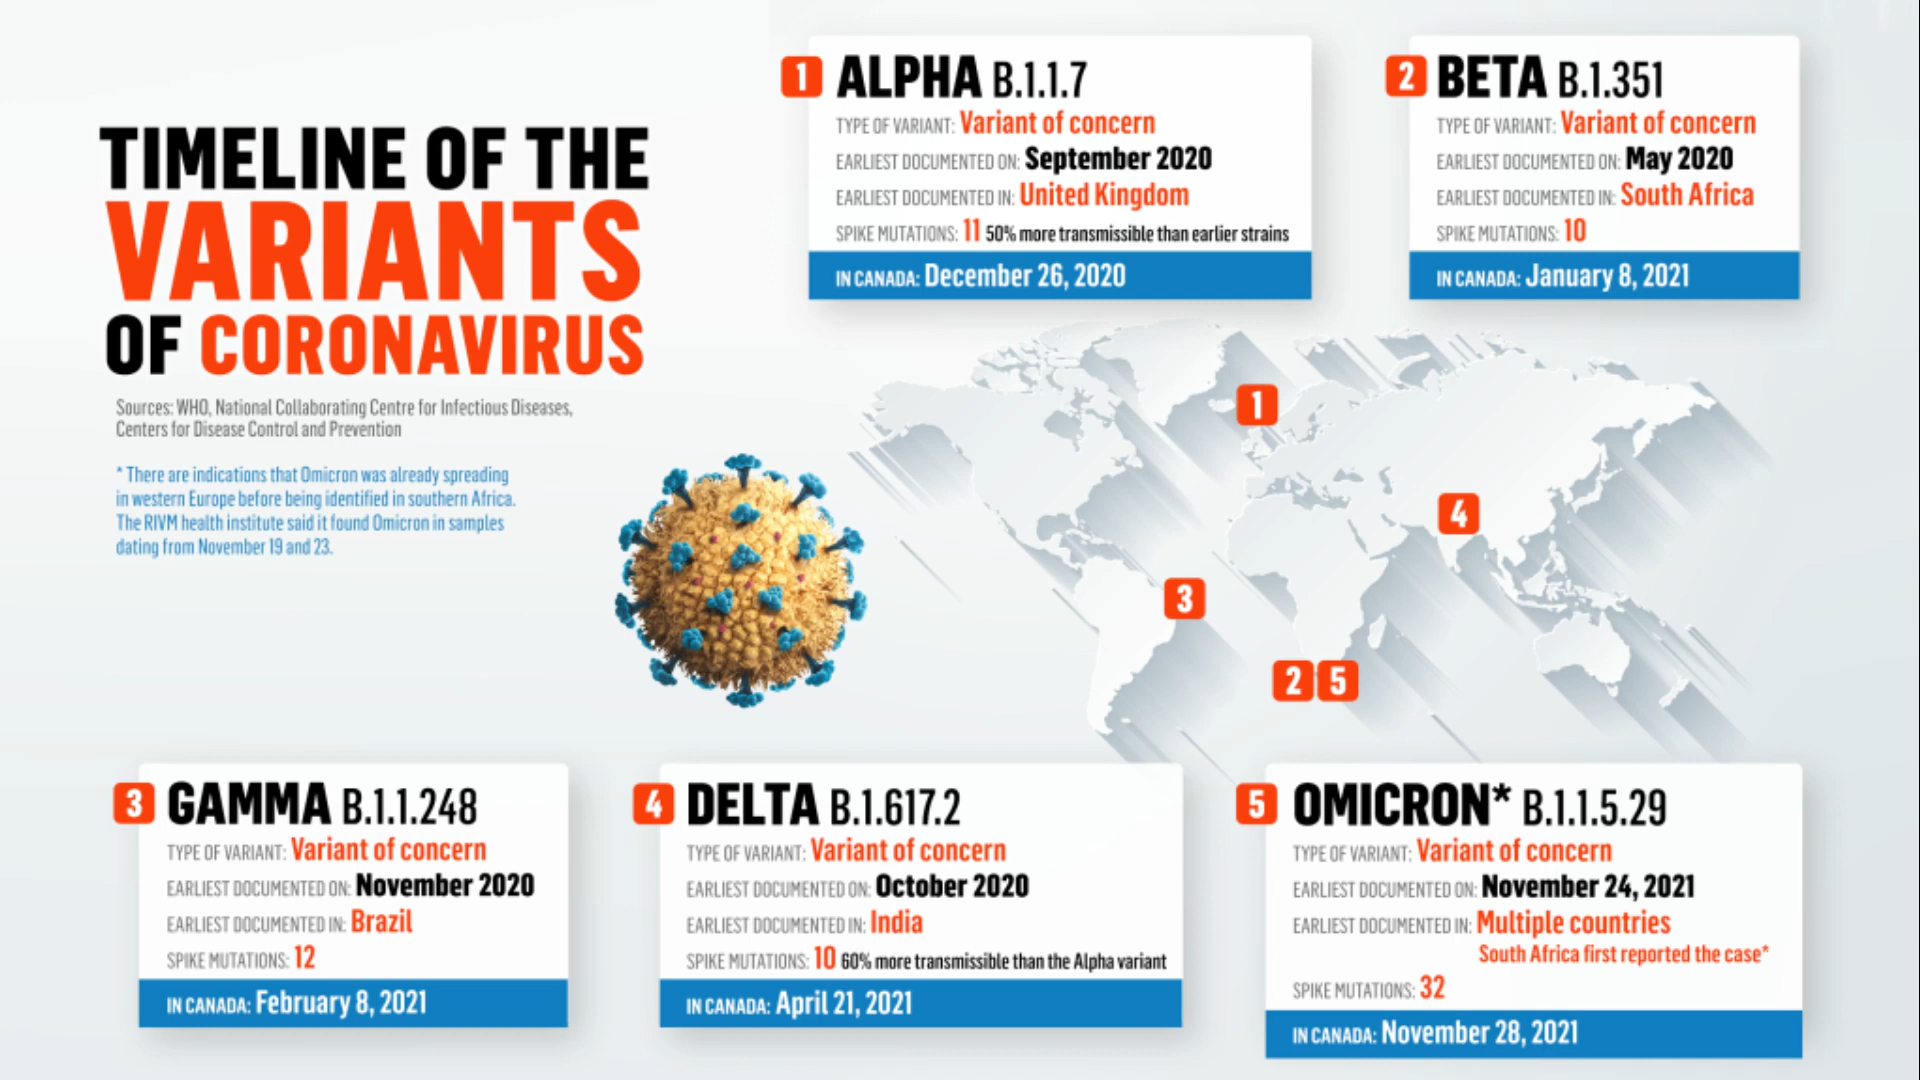 TIMELINE OF THE
VARIANTS
OF CORONAVIRUS
Sources: WHO, National Collaborating Centre for Infectious Diseases,
Centers for Disease Control and Prevention
* There are indications that Omicron was already spreading
in western Europe before being identified in southern Africa.
The RIVM health institute said it found Omicron in samples
dating from November 19 and 23.
1 ALPHA B.1.1.7
TYPE OF VARIANT: Variant of concern
EARLIEST DOCUMENTED ON: September 2020
EARLIEST DOCUMENTED IN: United Kingdom
SPIKE MUTATIONS: 11 50% more transmissible than earlier strains
IN CANADA: December 26, 2020
2 BETA B.1.351
TYPE OF VARIANT: Variant of concern
EARLIEST DOCUMENTED ON: May 2020
EARLIEST DOCUMENTED IN: South Africa
SPIKE MUTATIONS: 10
IN CANADA: January 8, 2021
1
4
3
2 5
3 GAMMA B.1.1.248
TYPE OF VARIANT: Variant of concern
EARLIEST DOCUMENTED ON: November 2020
EARLIEST DOCUMENTED IN: Brazil
SPIKE MUTATIONS: 12
IN CANADA: February 8, 2021
4 DELTA B.1.617.2
TYPE OF VARIANT: Variant of concern
EARLIEST DOCUMENTED ON: October 2020
EARLIEST DOCUMENTED IN: India
SPIKE MUTATIONS: 10 60% more transmissible than the Alpha variant
IN CANADA: April 21, 2021
5 OMICRON* B.1.1.5.29
TYPE OF VARIANT: Variant of concern
EARLIEST DOCUMENTED ON: November 24, 2021
EARLIEST DOCUMENTED IN: Multiple countries
South Africa first reported the case*
SPIKE MUTATIONS: 32
IN CANADA: November 28, 2021